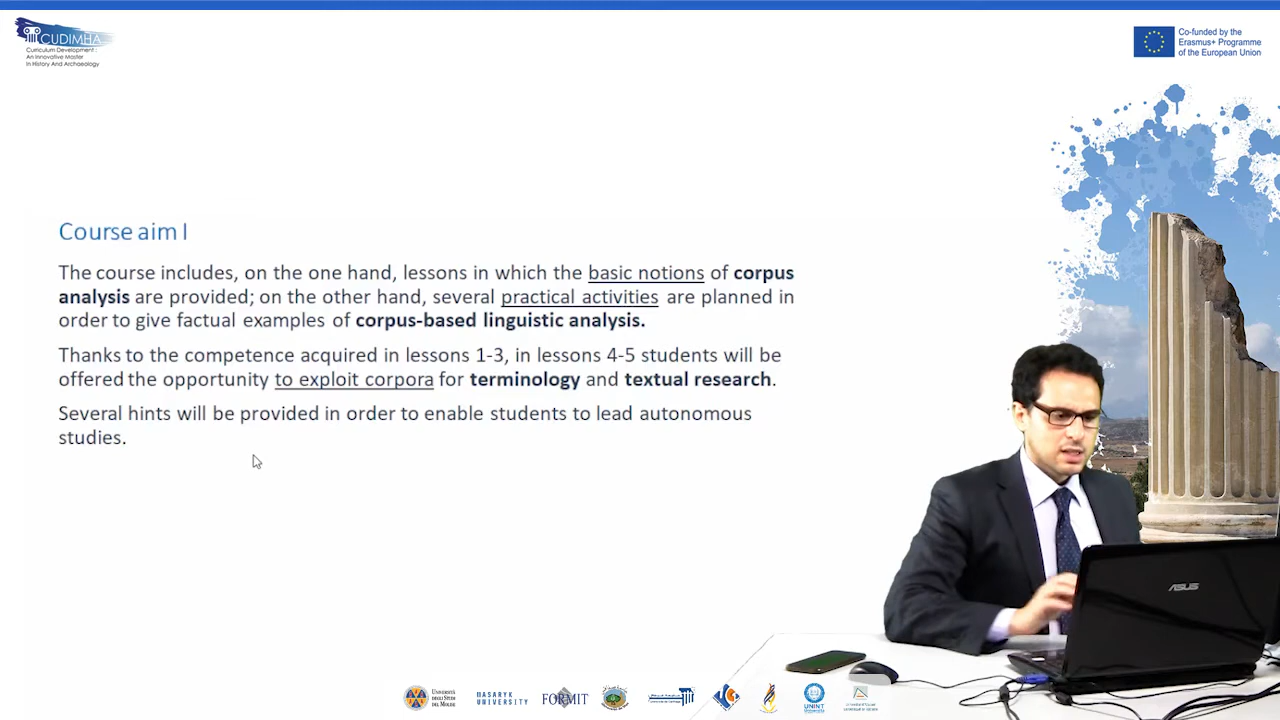 CUDIMHA
Curriculum Development :
An Innovative Master
In History And Archaeology
Co-funded by the
Erasmus+ Programme
of the European Union
Course aim I
The course includes, on the one hand, lessons in which the basic notions of corpus
analysis are provided; on the other hand, several practical activities are planned in
order to give factual examples of corpus-based linguistic analysis.
Thanks to the competence acquired in lessons 1-3, in lessons 4-5 students will be
offered the opportunity to exploit corpora for terminology and textual research.
Several hints will be provided in order to enable students to lead autonomous
studies.
ASUS
UNIVERSITÀ
DEGLI STUDI
DEL MOLISE
MASARYK
UNIVERSITY
FORMIT
UNINT